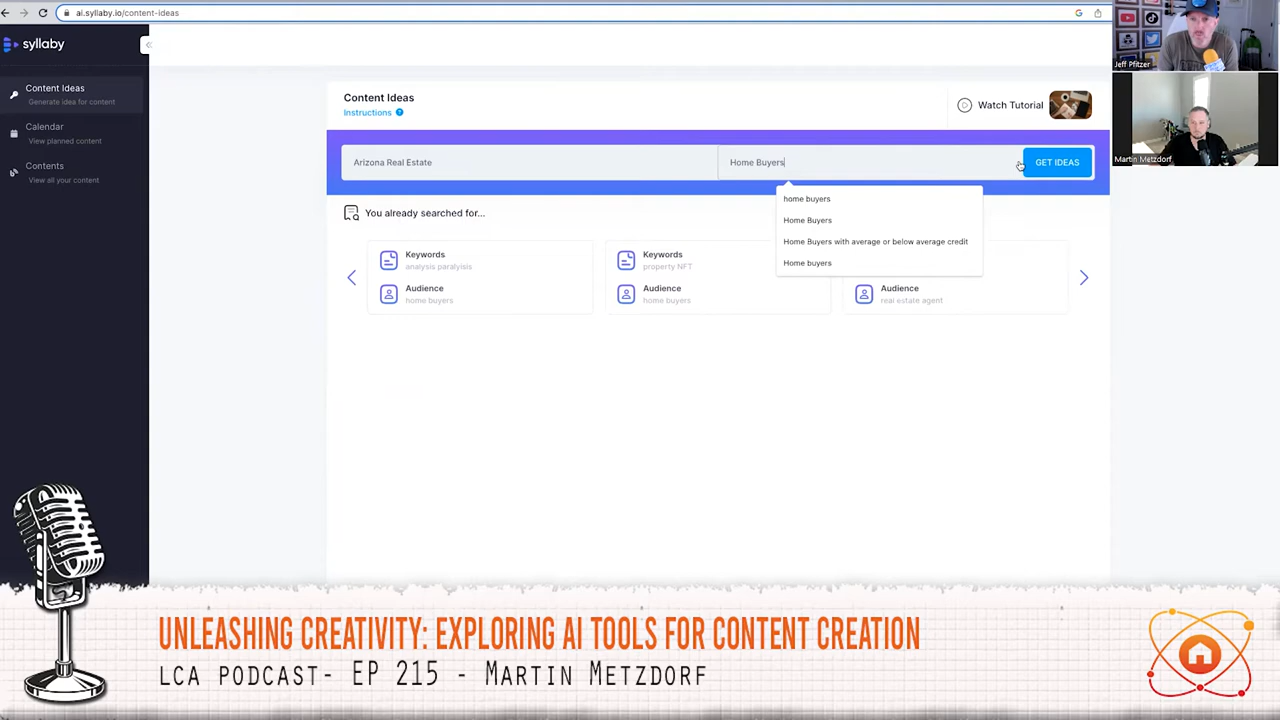 ai.syllaby.io/content-ideas
syllaby
Content Ideas
Generate idea for content
Calendar
View planned content
Contents
View all your content
Content Ideas
Instructions ?
Watch Tutorial
Arizona Real Estate
Home Buyers
GET IDEAS
home buyers
Home Buyers
Home Buyers with average or below average credit
Home buyers
You already searched for...
Keywords
analysis paralyisis
Audience
home buyers
Keywords
property NFT
Audience
home buyers
Audience
real estate agent
Jeff Pfitzer
Martin Metzdorf
UNLEASHING CREATIVITY: EXPLORING AI TOOLS FOR CONTENT CREATION
LCA PODCAST- EP 215 - MARTIN METZDORF